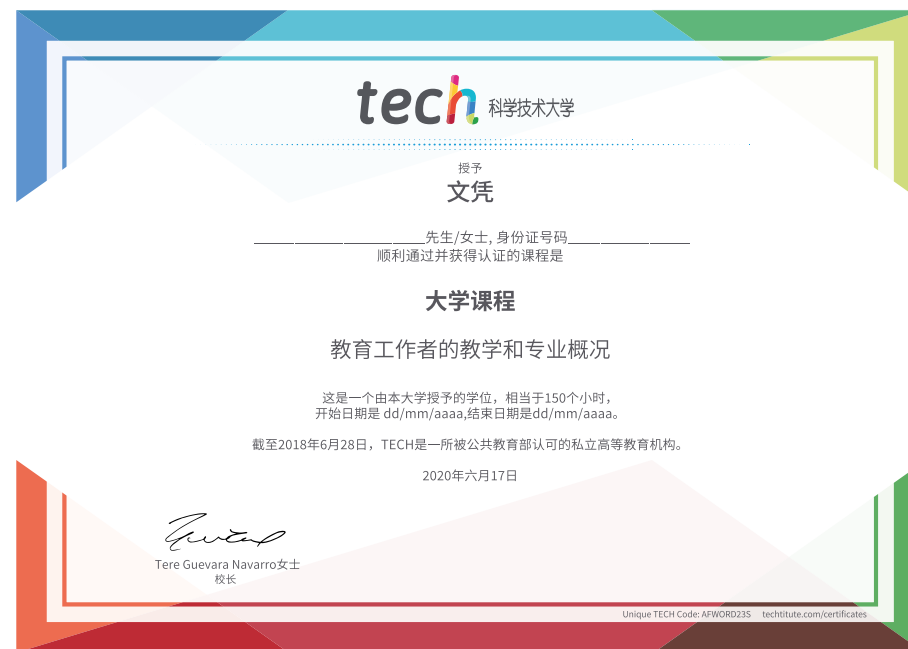 tech 科学技术大学
授予
文凭
先生/女士, 身份证号码
顺利通过并获得认证的课程是
大学课程
教育工作者的教学和专业概况
这是一个由本大学授予的学位，相当于150个小时，
开始日期是 dd/mm/aaaa,结束日期是dd/mm/aaaa。
截至2018年6月28日，TECH是一所被公共教育部认可的私立高等教育机构。
2020年六月17日
Tere Guevara Navarro女士
校长
Unique TECH Code: AFWORD23S techtitute.com/certificates